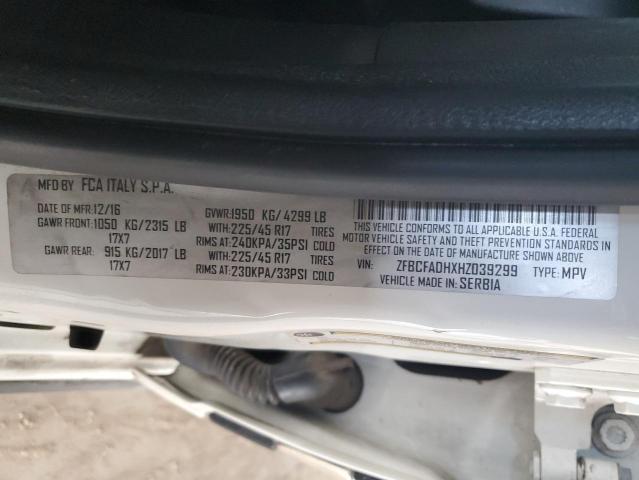 MFD BY FCA ITALY S.P.A.
DATE OF MFR:12/16 GVWR:1950 KG/4299 LB
GAWR FRONT:1050 KG/2315 LB WITH:225/45 R17 TIRES
17X7 RIMS AT:240KPA/35PSI COLD
GAWR REAR: 915 KG/2017 LB WITH:225/45 R17 TIRES
17X7 RIMS AT:230KPA/33PSI COLD
THIS VEHICLE CONFORMS TO ALL APPLICABLE U.S.A. FEDERAL
MOTOR VEHICLE SAFETY, BUMPER, AND THEFT PREVENTION STANDARDS IN
EFFECT ON THE DATE OF MANUFACTURE SHOWN ABOVE.
VIN: ZFBCFADHXHZ039299 TYPE: MPV
VEHICLE MADE IN: SERBIA